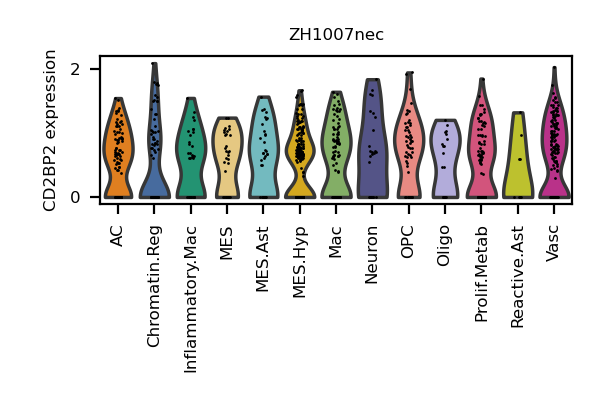 ZH1007nec
CD2BP2 expression
2
0
AC
Chromatin.Reg
Inflammatory.Mac
MES
MES.Ast
MES.Hyp
Mac
Neuron
OPC
Oligo
Prolif.Metab
Reactive.Ast
Vasc